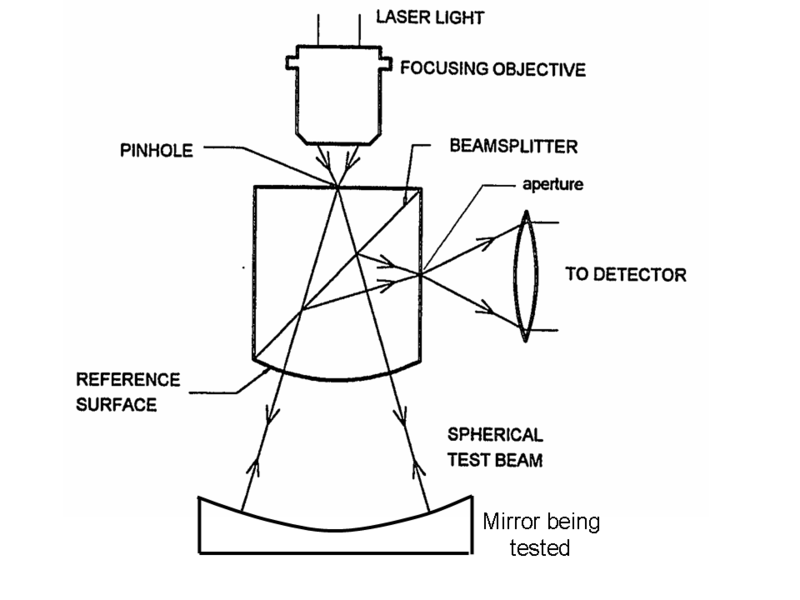 LASER LIGHT
FOCUSING OBJECTIVE
PINHOLE
BEAMSPLITTER
aperture
TO DETECTOR
REFERENCE
SURFACE
SPHERICAL
TEST BEAM
Mirror being
tested